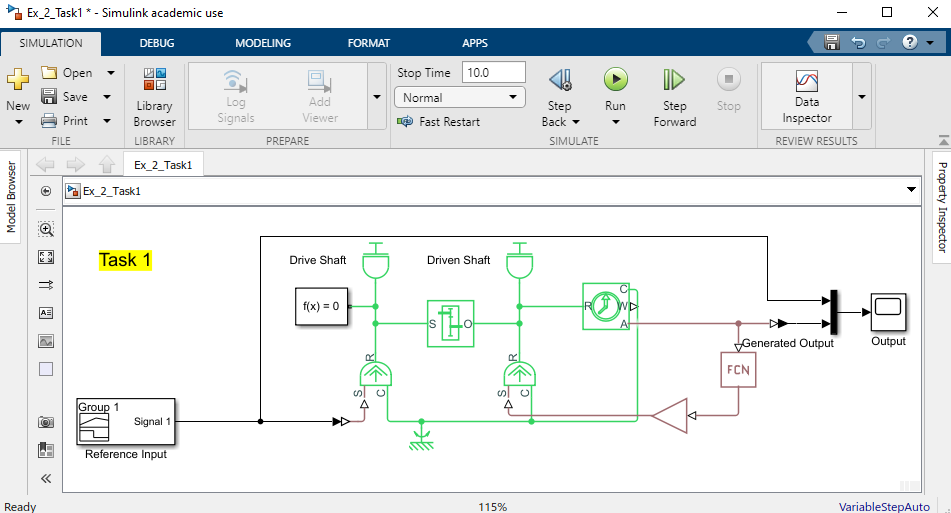 Ex_2_Task1 * - Simulink academic use
SIMULATION DEBUG MODELING FORMAT APPS
New
Open
Save
Print
FILE
Library
Browser
LIBRARY
Log
Signals
Add
Viewer
PREPARE
Stop Time 10.0
Normal
Fast Restart
Step
Back
Run
Step
Forward
Stop
SIMULATE
Data
Inspector
REVIEW RESULTS
Model Browser
Ex_2_Task1
Ex_2_Task1
Property Inspector
Task 1
Drive Shaft
Driven Shaft
f(x) = 0
S O
R C W A
R S C
R S C
Generated Output
Output
FCN
Group 1
Signal 1
Reference Input
A≡
Ready
115%
VariableStepAuto